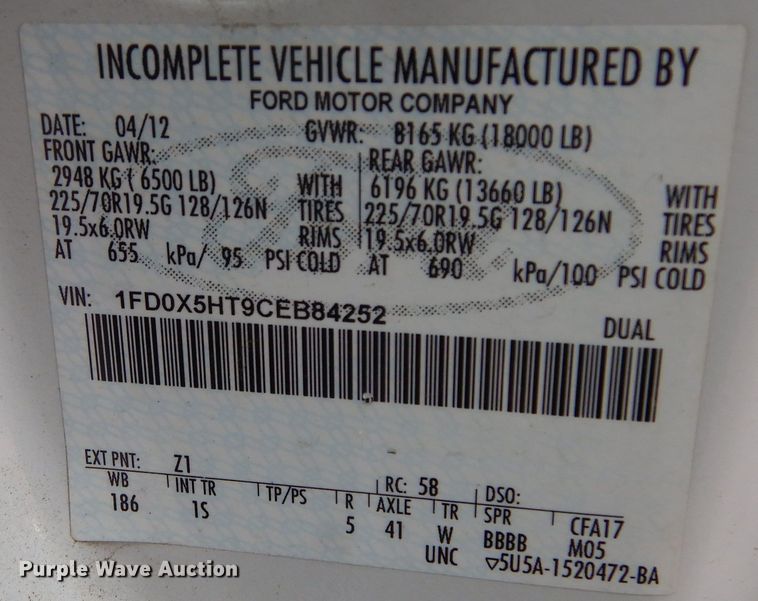 INCOMPLETE VEHICLE MANUFACTURED BY
FORD MOTOR COMPANY
DATE: 04/12 GVWR: 8165 KG (18000 LB)
FRONT GAWR: REAR GAWR:
2948 KG ( 6500 LB) WITH 6196 KG (13660 LB) WITH
225/70R19.5G 128/126N TIRES 225/70R19.5G 128/126N TIRES
19.5x6.0RW RIMS 19.5x6.0RW RIMS
AT 655 kPa/ 95 PSI COLD AT 690 kPa/100 PSI COLD
VIN: 1FD0X5HT9CEB84252
DUAL
EXT PNT: Z1 RC: 58 DSO:
WB INT TR TP/PS R AXLE TR SPR CFA17
186 1S 5 41 W BBBB M05
UNC ▽5U5A-1520472-BA
Purple Wave Auction
Purple Wave Auction